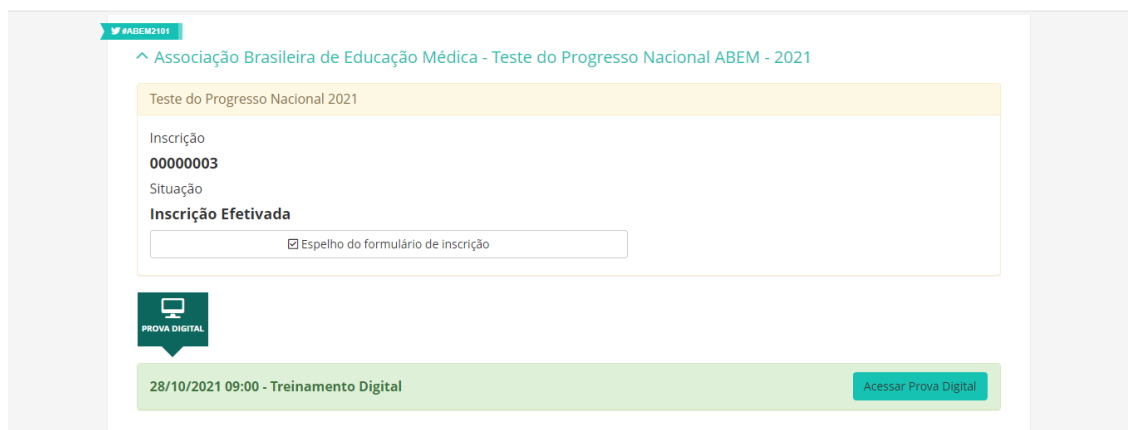 #ABEM2101
Associação Brasileira de Educação Médica - Teste do Progresso Nacional ABEM - 2021
Teste do Progresso Nacional 2021
Inscrição
00000003
Situação
Inscrição Efetivada
Espelho do formulário de inscrição
PROVA DIGITAL
28/10/2021 09:00 - Treinamento Digital
Acessar Prova Digital